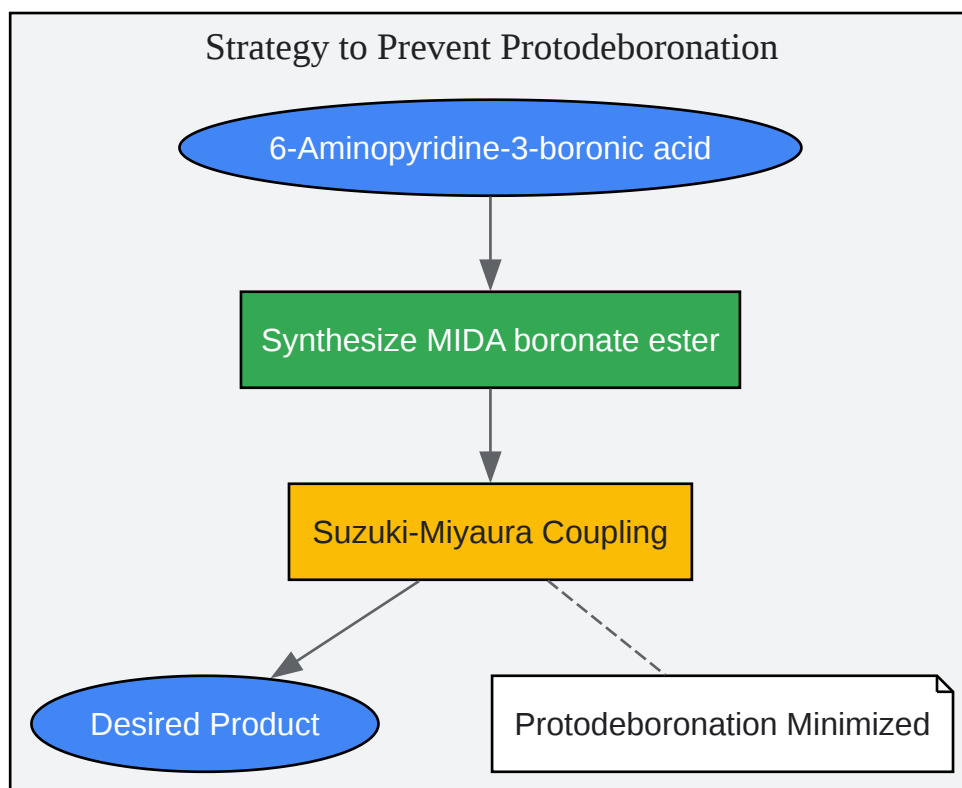 Strategy to Prevent Protodeboronation
6-Aminopyridine-3-boronic acid
Synthesize MIDA boronate ester
Suzuki-Miyaura Coupling
Desired Product
Protodeboronation Minimized